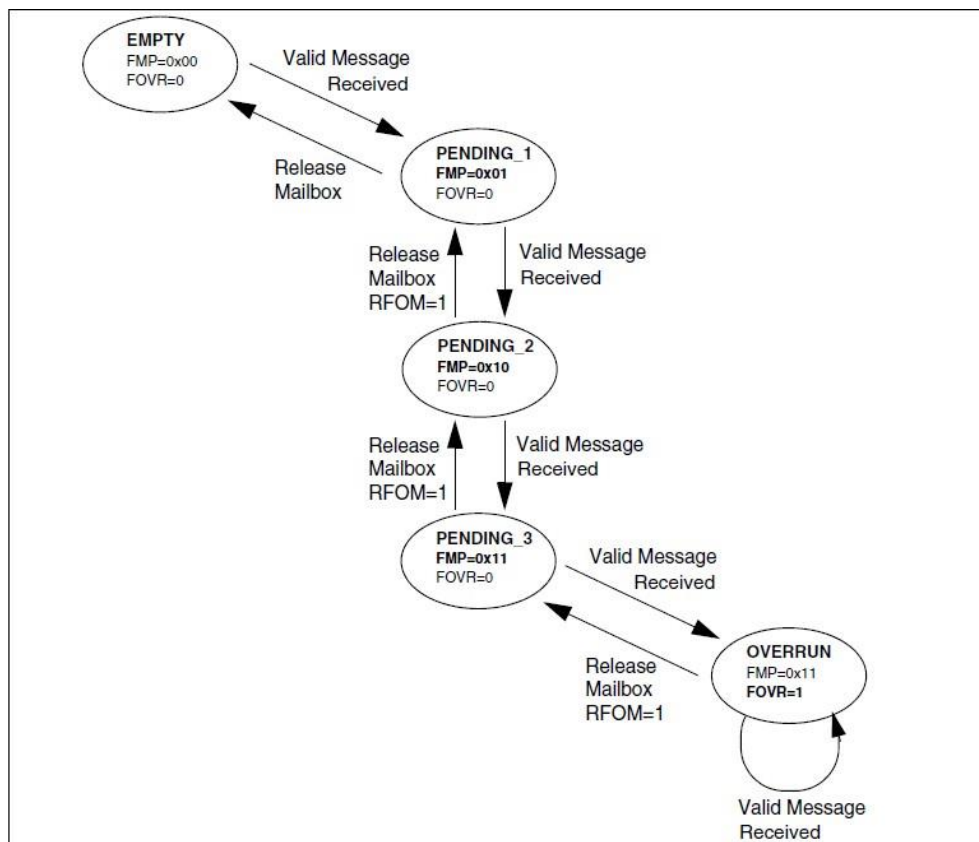 EMPTY
FMP=0x00
FOVR=0
Valid Message
Received
Release
Mailbox
PENDING_1
FMP=0x01
FOVR=0
Release
Mailbox
RFOM=1
Valid Message
Received
PENDING_2
FMP=0x10
FOVR=0
Release
Mailbox
RFOM=1
Valid Message
Received
PENDING_3
FMP=0x11
FOVR=0
Valid Message
Received
Release
Mailbox
RFOM=1
OVERRUN
FMP=0x11
FOVR=1
Valid Message
Received